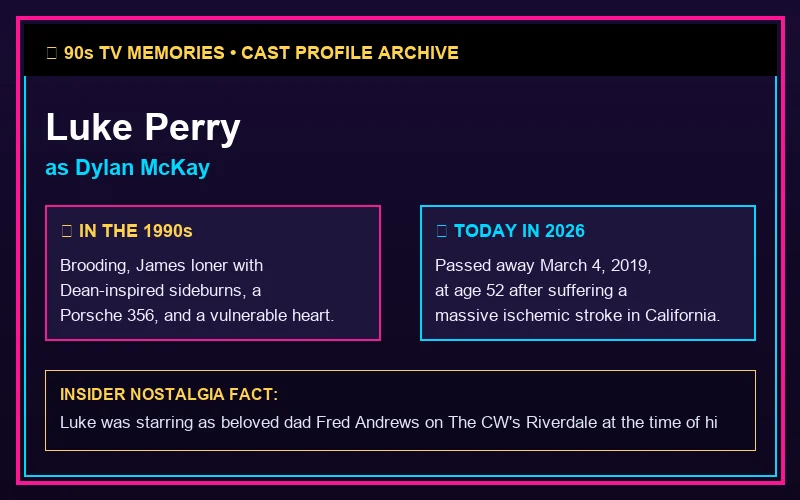 90s TV MEMORIES • CAST PROFILE ARCHIVE
Luke Perry
as Dylan McKay
IN THE 1990s
Brooding, James loner with
Dean-inspired sideburns, a
Porsche 356, and a vulnerable heart.
TODAY IN 2026
Passed away March 4, 2019,
at age 52 after suffering a
massive ischemic stroke in California.
INSIDER NOSTALGIA FACT:
Luke was starring as beloved dad Fred Andrews on The CW's Riverdale at the time of hi